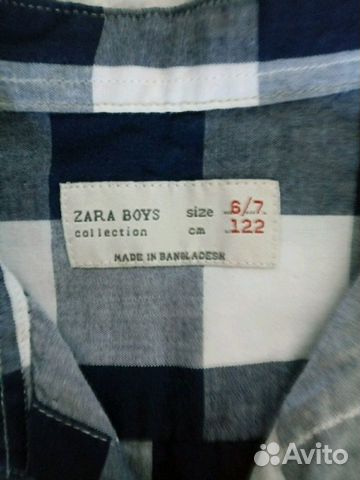 ZARA BOYS size 6/7
collection cm 122
MADE IN BANGLADESH
Avito